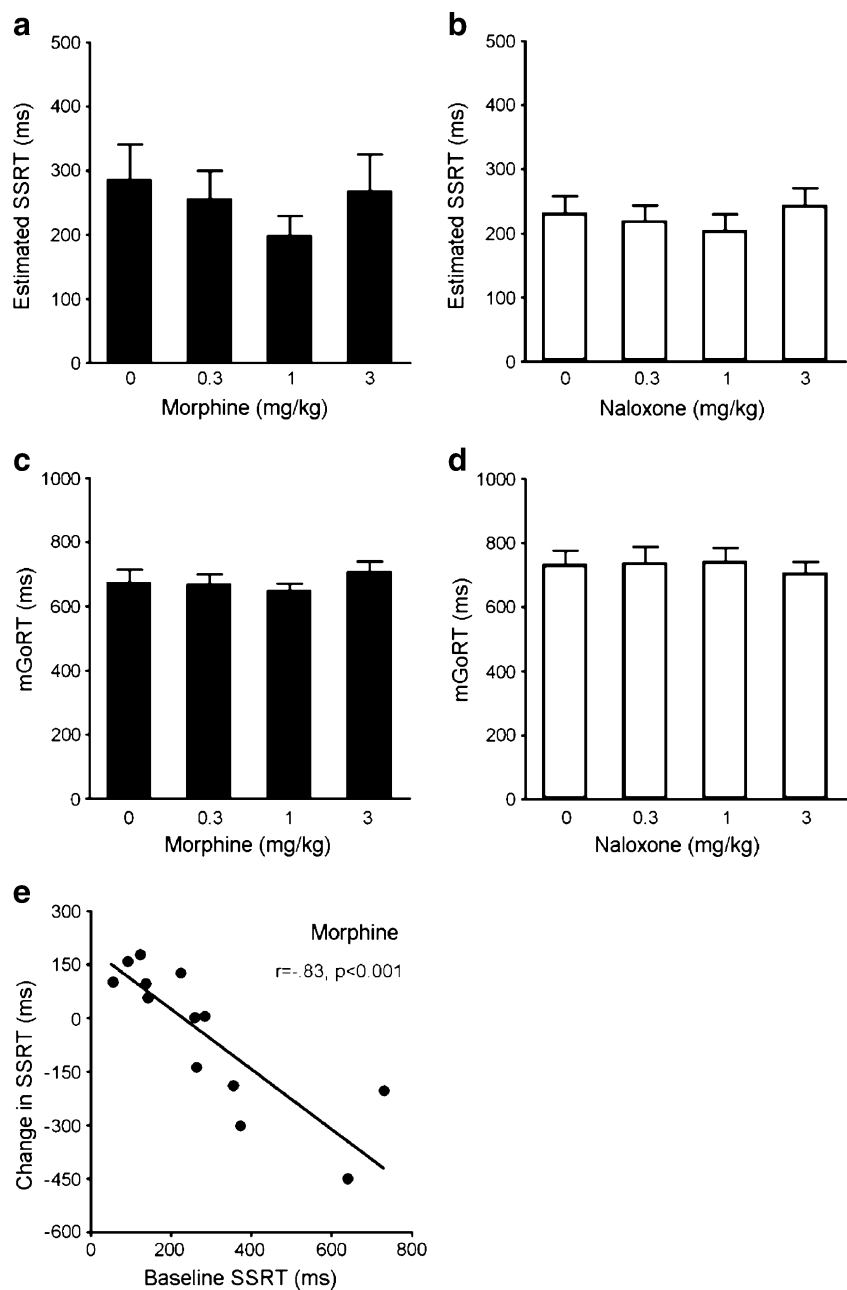 a
Estimated SSRT (ms)
500
400
300
200
100
0
0 0.3 1 3
Morphine (mg/kg)
b
Estimated SSRT (ms)
500
400
300
200
100
0
0 0.3 1 3
Naloxone (mg/kg)
c
mGoRT (ms)
1000
800
600
400
200
0
0 0.3 1 3
Morphine (mg/kg)
d
mGoRT (ms)
1000
800
600
400
200
0
0 0.3 1 3
Naloxone (mg/kg)
e
Change in SSRT (ms)
300
150
0
-150
-300
-450
-600
Morphine
r=-.83, p<0.001
0 200 400 600 800
Baseline SSRT (ms)